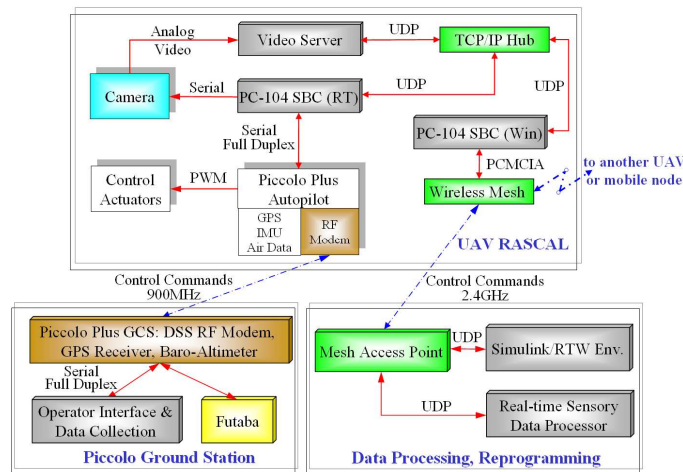 Analog
Video
Video Server
UDP
TCP/IP Hub
Camera
Serial
PC-104 SBC (RT)
UDP
UDP
Serial
Full Duplex
PC-104 SBC (Win)
PCMCIA
to another UAV
or mobile node
Control
Actuators
PWM
Piccolo Plus
Autopilot
Wireless Mesh
GPS
IMU
Air Data
RF
Modem
UAV RASCAL
Control Commands
900MHz
Control Commands
2.4GHz
Piccolo Plus GCS: DSS RF Modem,
GPS Receiver, Baro-Altimeter
Serial
Full Duplex
Operator Interface &
Data Collection
Futaba
Piccolo Ground Station
Mesh Access Point
UDP
Simulink/RTW Env.
UDP
Real-time Sensory
Data Processor
Data Processing, Reprogramming